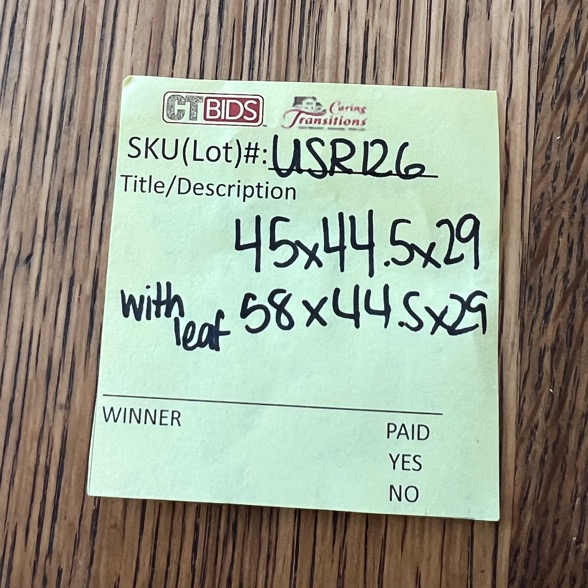 CTBIDS
Caring
Transitions
SKU(Lot)#: USR126
Title/Description
45x44.5x29
with leaf 58x44.5x29
WINNER
PAID
YES
NO